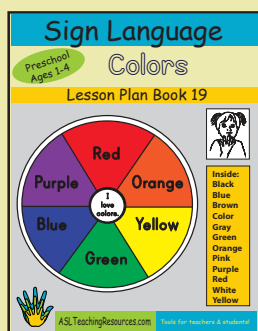 Sign Language
Preschool
Ages 1-4
Colors
Lesson Plan Book 19
Red
Purple
Orange
I
love
colors.
Blue
Yellow
Green
Inside:
Black
Blue
Brown
Color
Gray
Green
Orange
Pink
Purple
Red
White
Yellow
ASLTeachingResources.com
Tools for teachers & students!